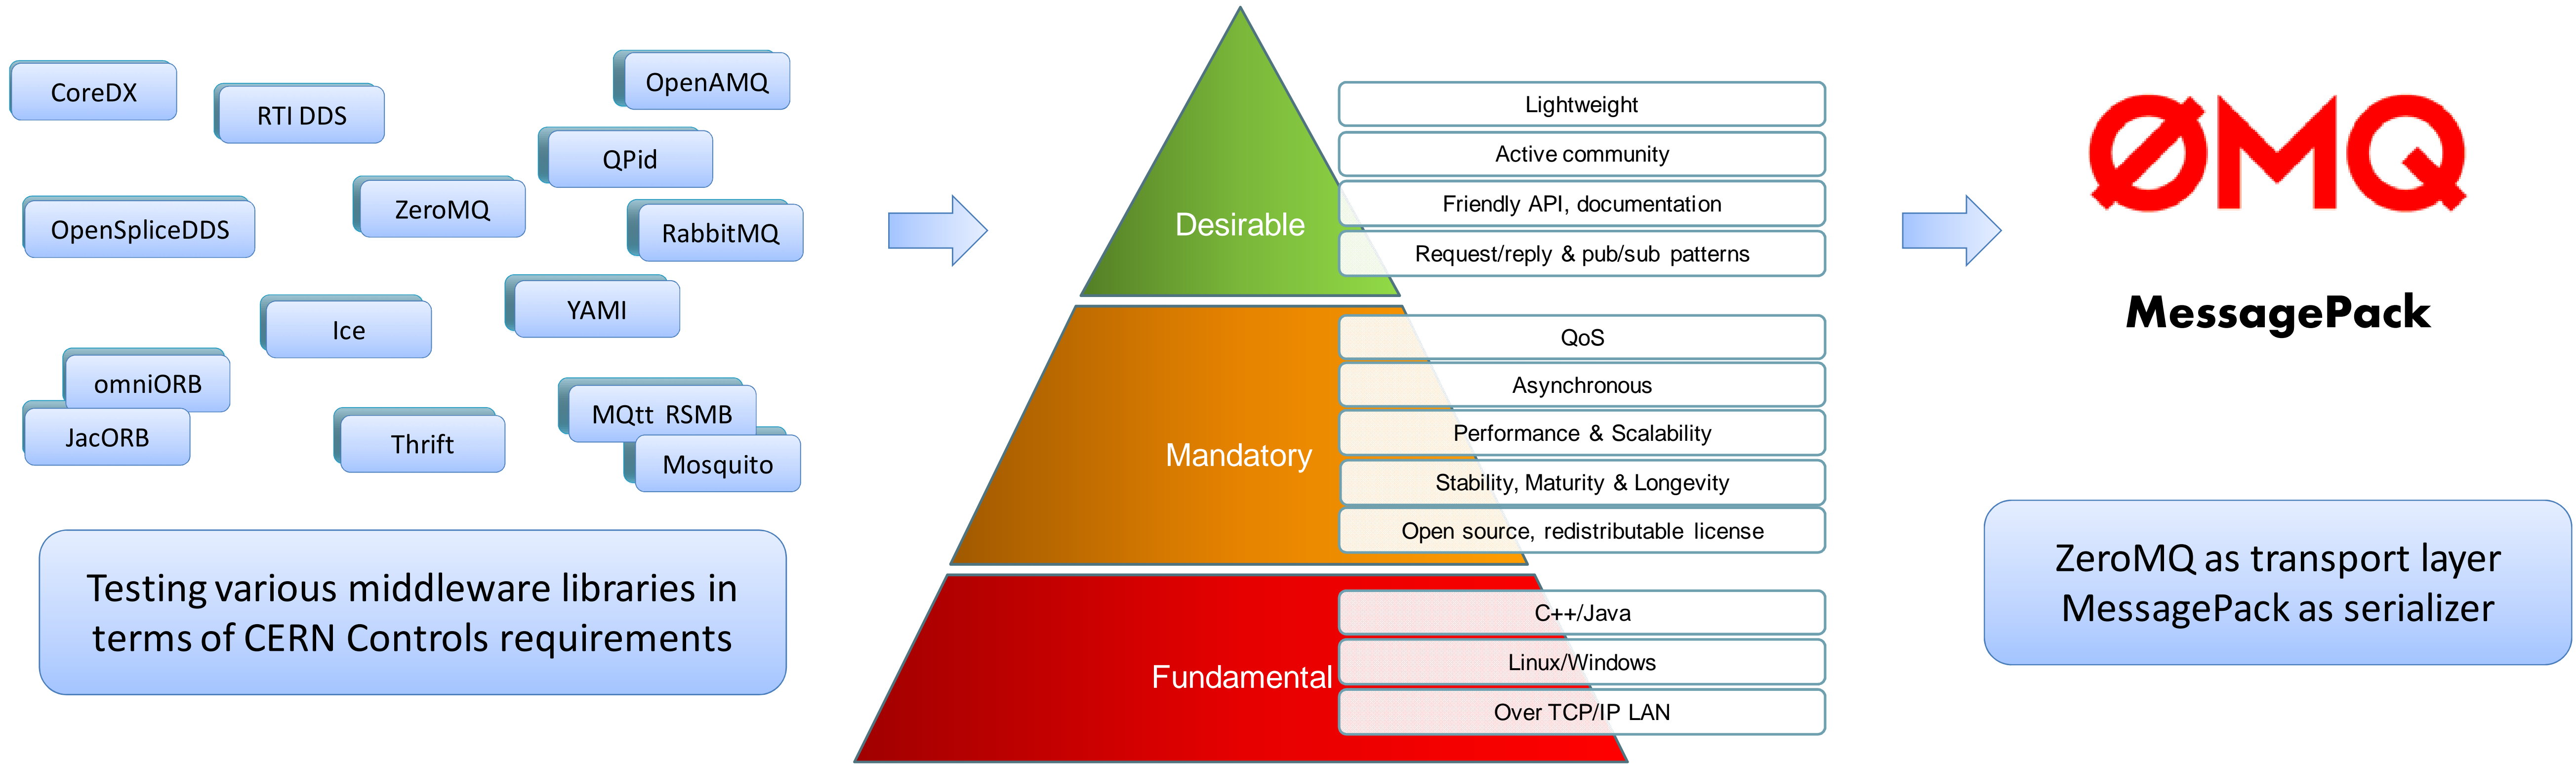 CoreDX
RTI DDS
OpenAMQ
QPid
ZeroMQ
OpenSpliceDDS
RabbitMQ
YAMI
Ice
omniORB
JacORB
Thrift
MQtt RSMB
Mosquito
Testing various middleware libraries in
terms of CERN Controls requirements
Desirable
Lightweight
Active community
Friendly API, documentation
Request/reply & pub/sub patterns
Mandatory
QoS
Asynchronous
Performance & Scalability
Stability, Maturity & Longevity
Open source, redistributable license
Fundamental
C++/Java
Linux/Windows
Over TCP/IP LAN
ØMQ
MessagePack
ZeroMQ as transport layer
MessagePack as serializer